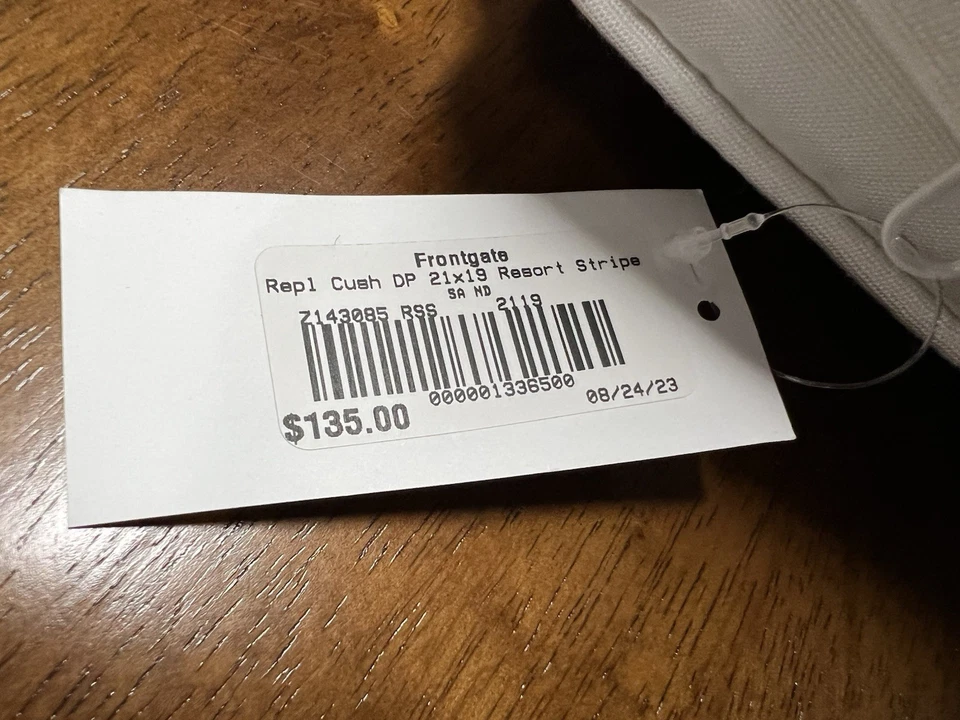 Frontgate
Repl Cush DP 21x19 Resort Stripe
SA ND
Z143085 RSS 2119
000001336500
08/24/23
$135.00